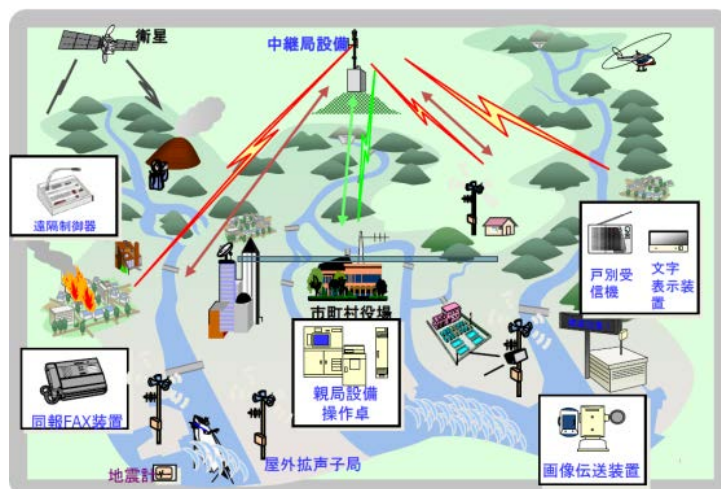 衛星
中継局設備
遠隔制御器
戸別受
信機
文字
表示装
置
市町村役場
親局設備
操作卓
同報FAX装置
地震計
屋外拡声子局
画像伝送装置